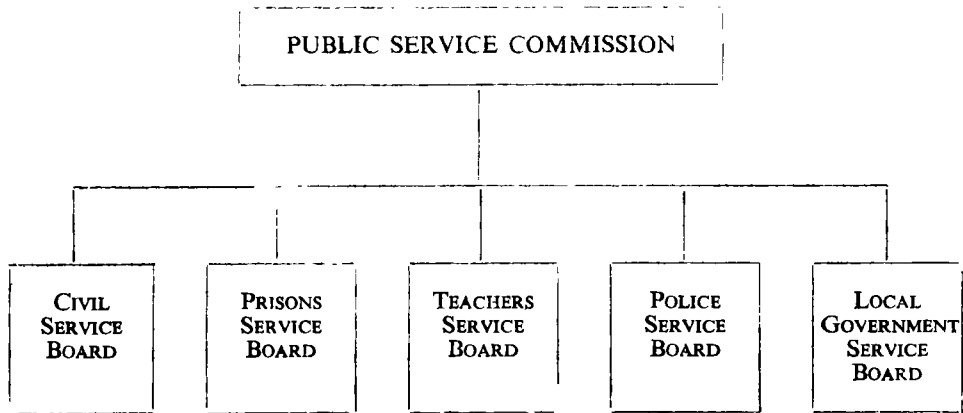 PUBLIC SERVICE COMMISSION
CIVIL
SERVICE
BOARD
PRISONS
SERVICE
BOARD
TEACHERS
SERVICE
BOARD
POLICE
SERVICE
BOARD
LOCAL
GOVERNMENT
SERVICE
BOARD